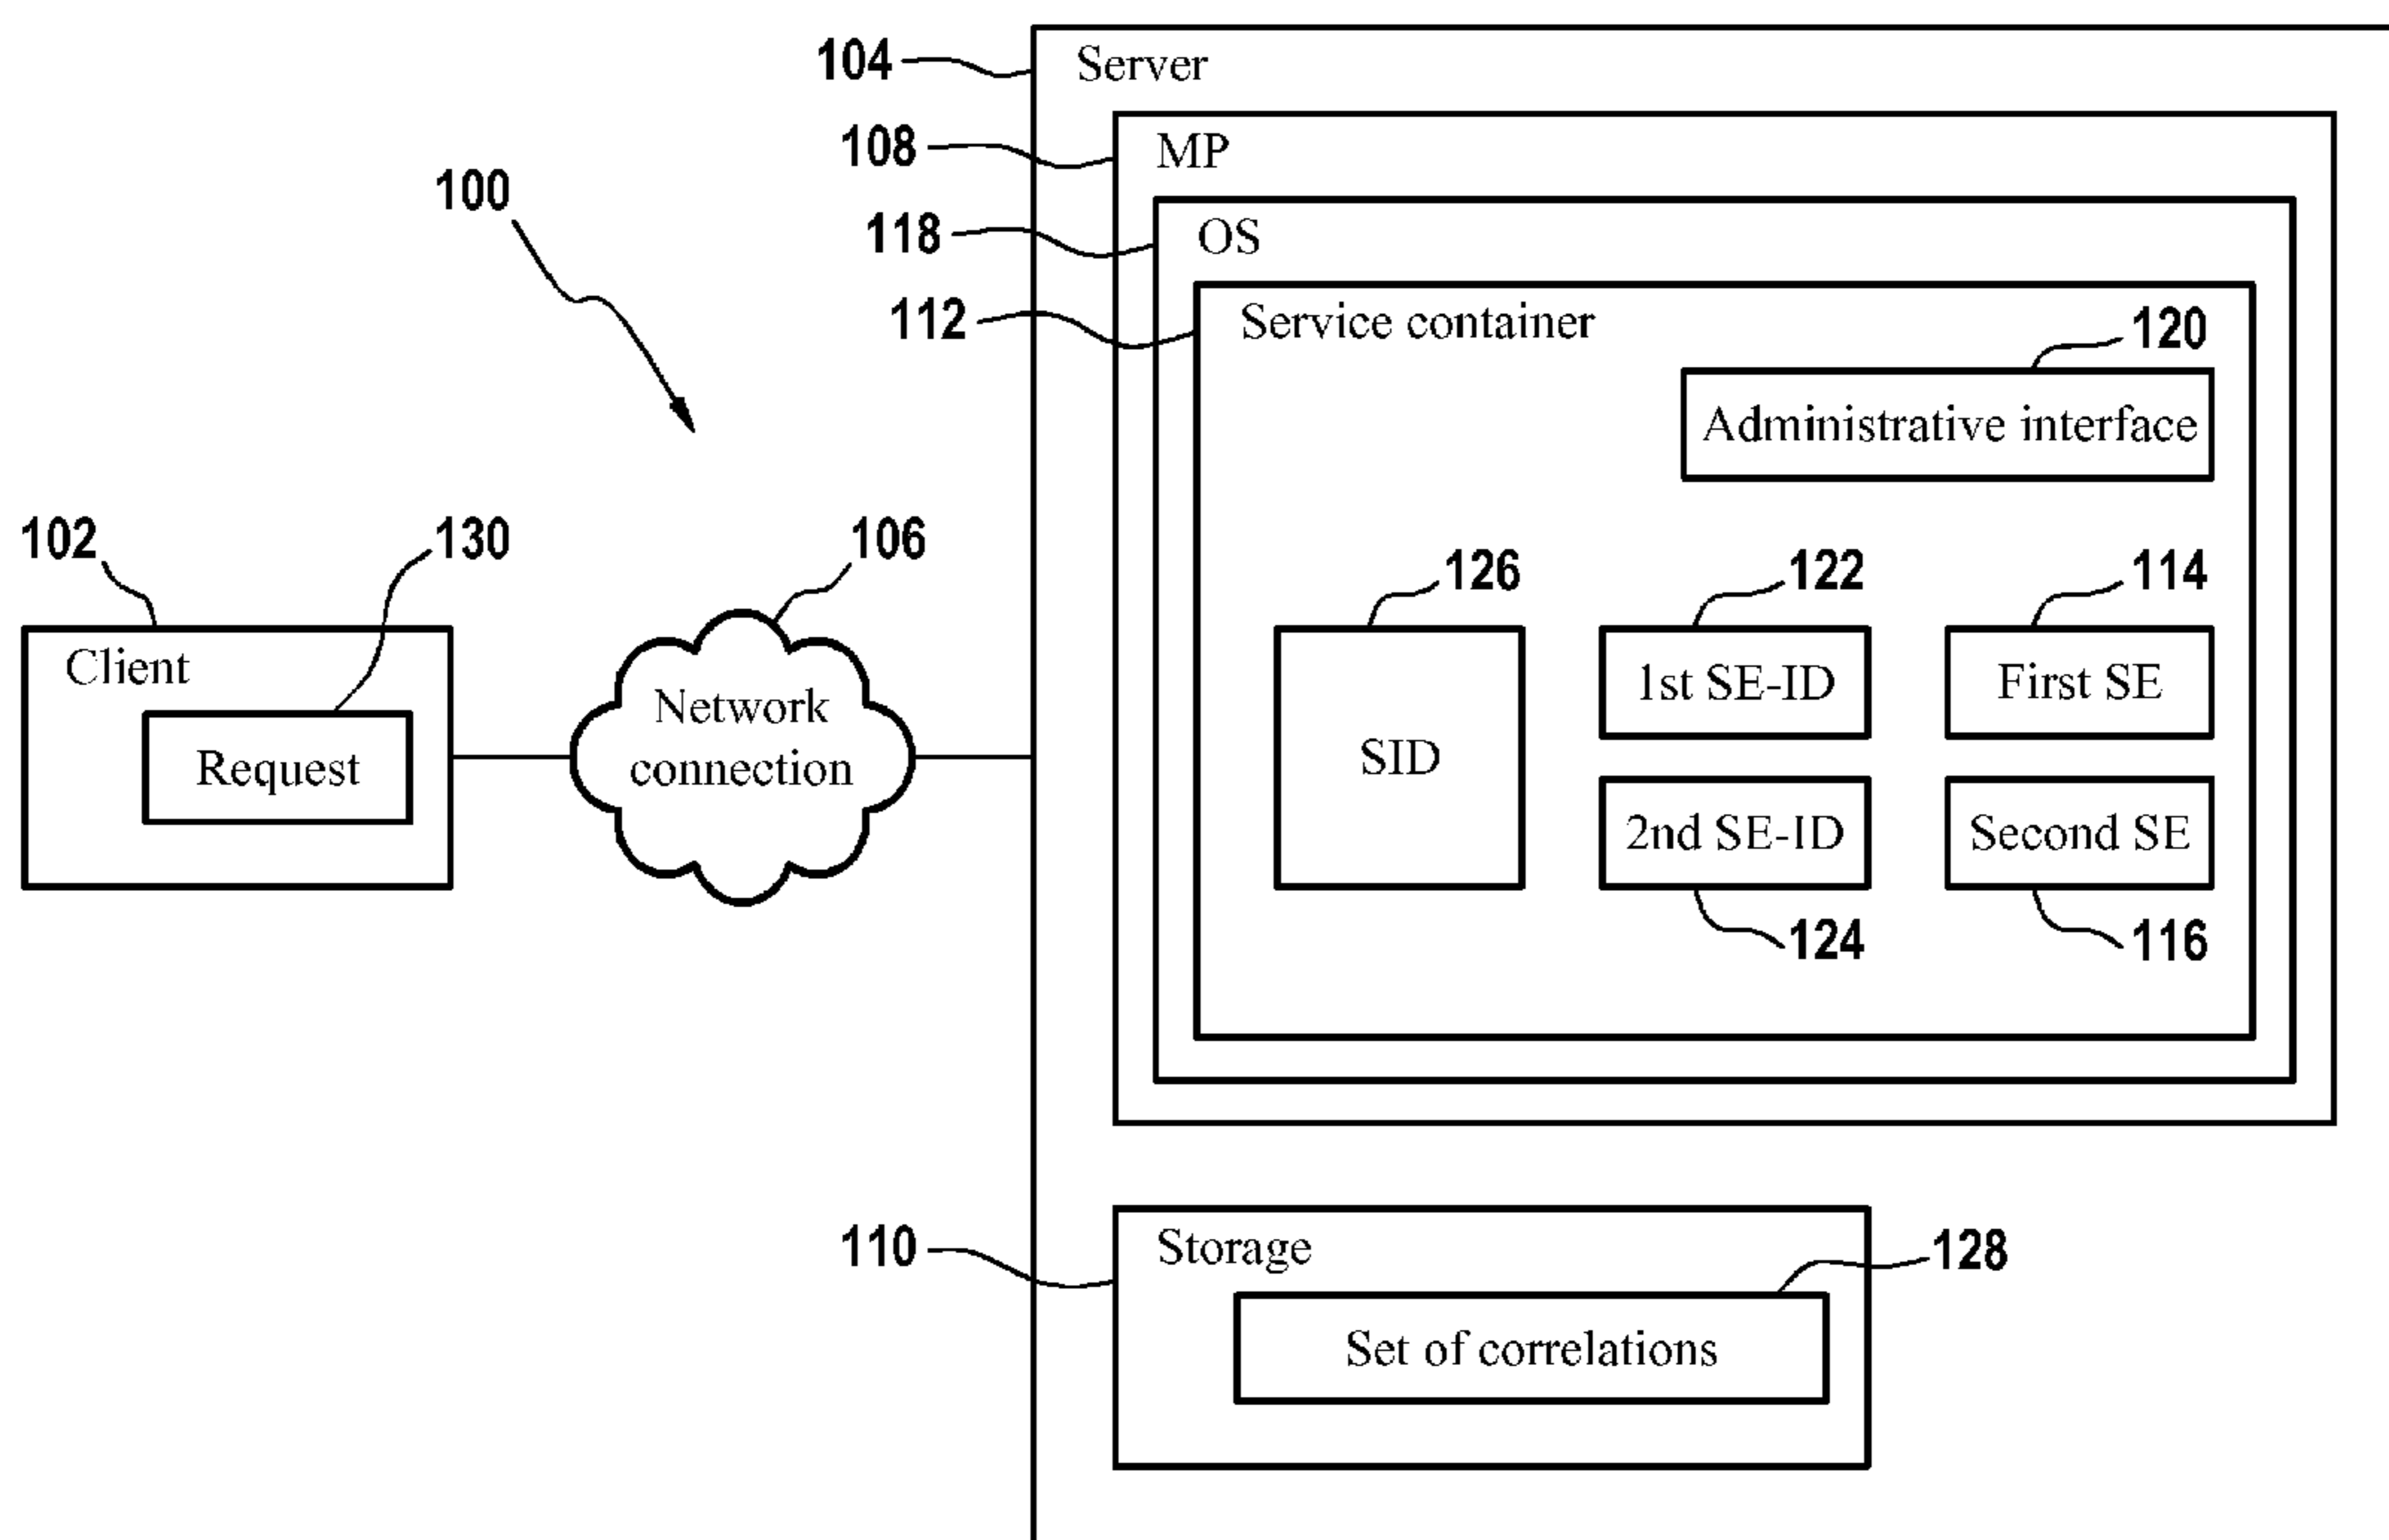 104
Server
108
MP
100
118
OS
112
Service container
120
Administrative interface
102
130
106
126
122
114
Client
Request
Network
connection
SID
1st SE-ID
First SE
2nd SE-ID
Second SE
124
116
110
Storage
128
Set of correlations